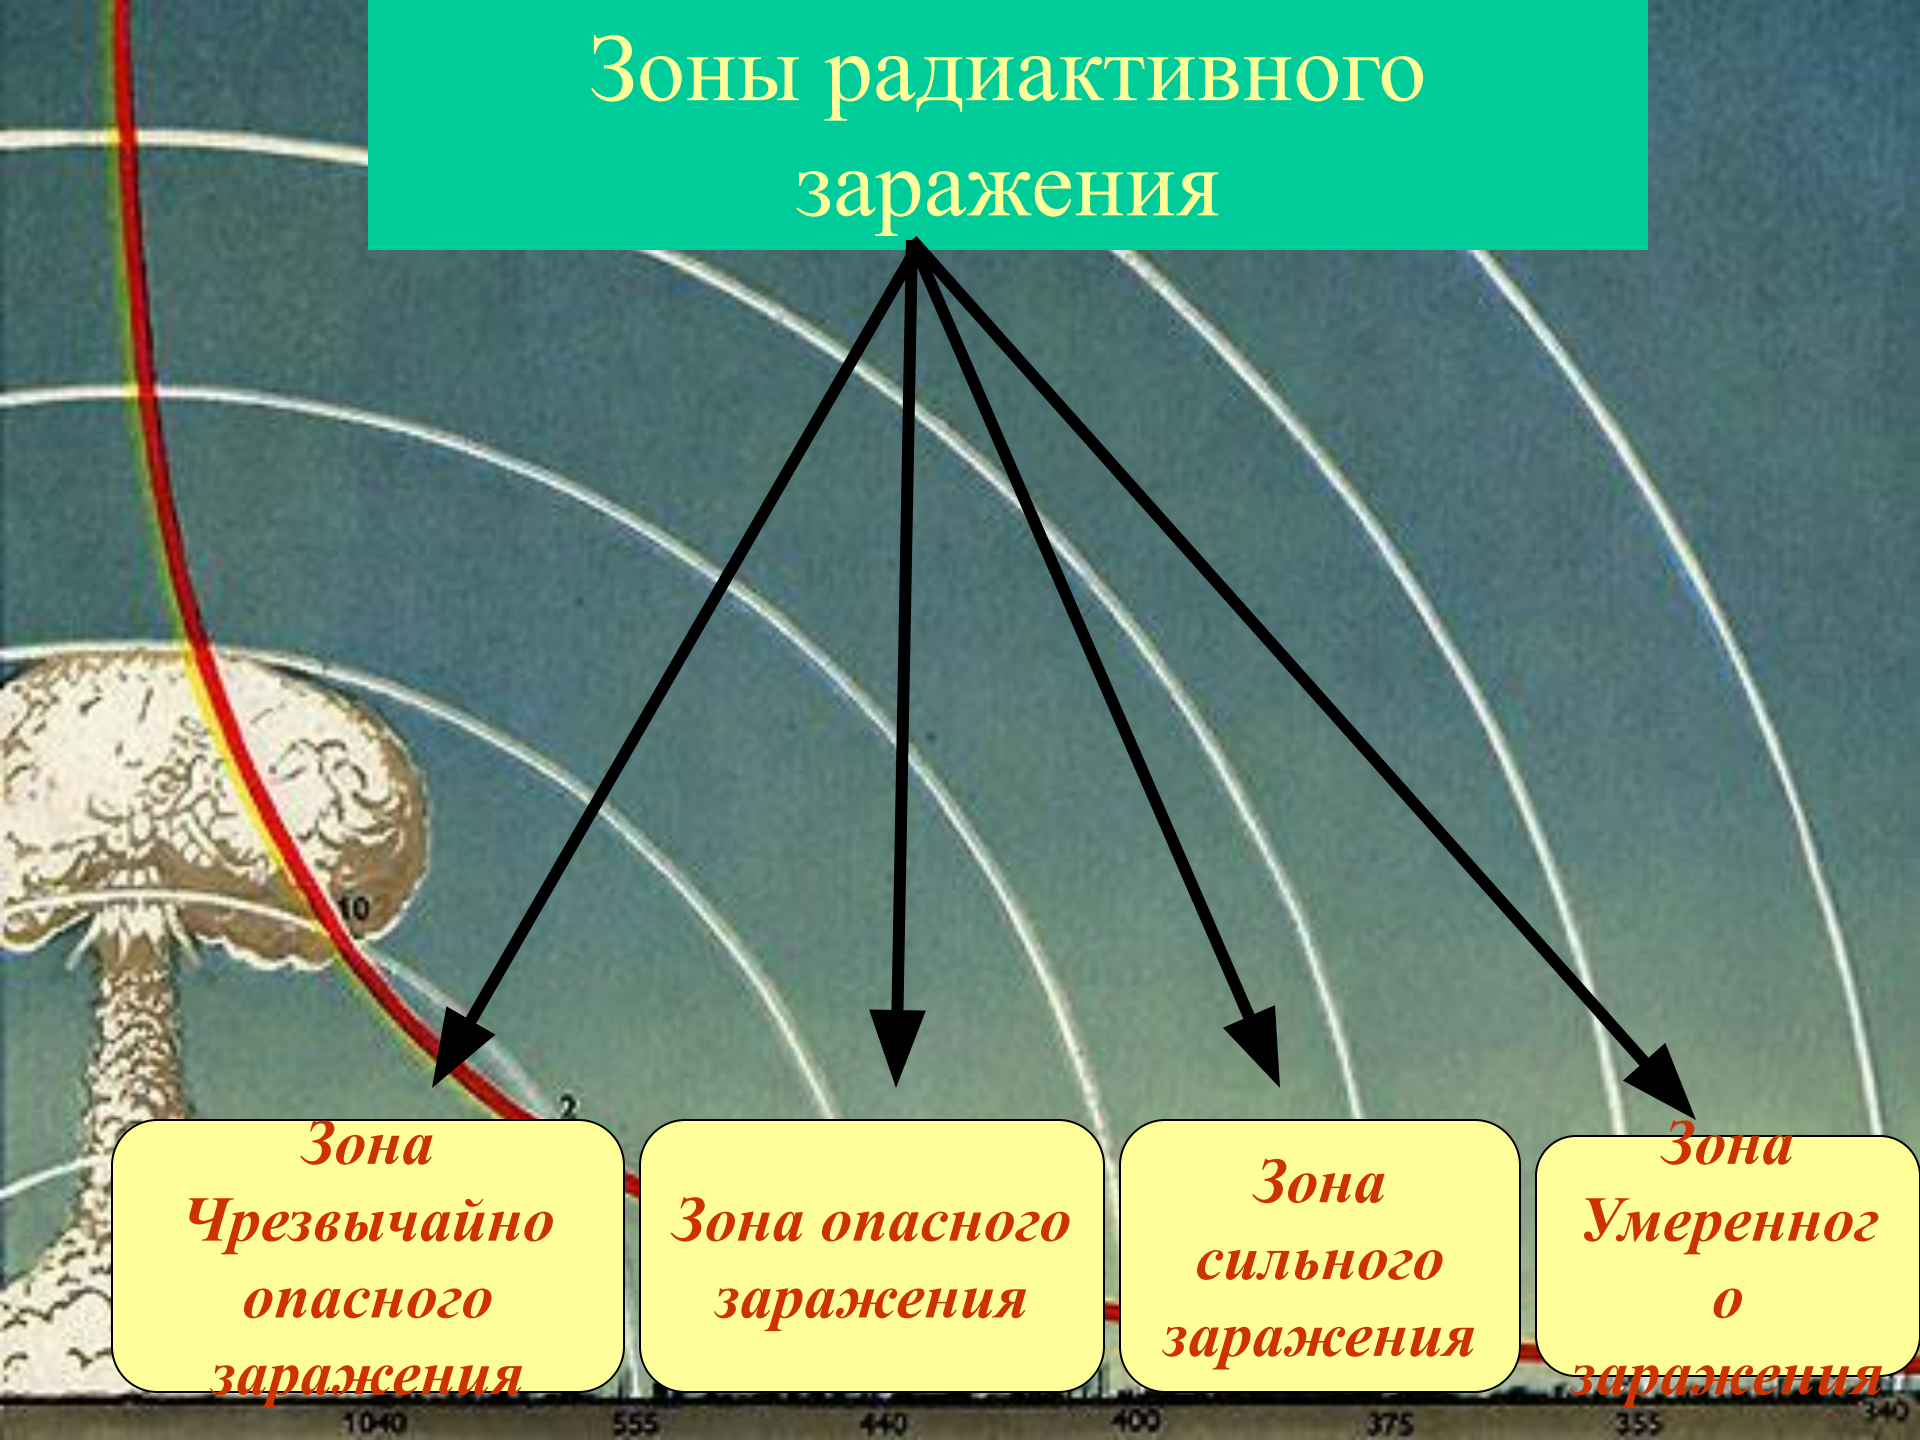 Зоны радиактивного
заражения
10
2
Зона
Чрезвычайно
опасного
заражения
Зона опасного
заражения
Зона
сильного
заражения
Зона
Умеренног
о
заражения
1040 555 440 400 375 355 340